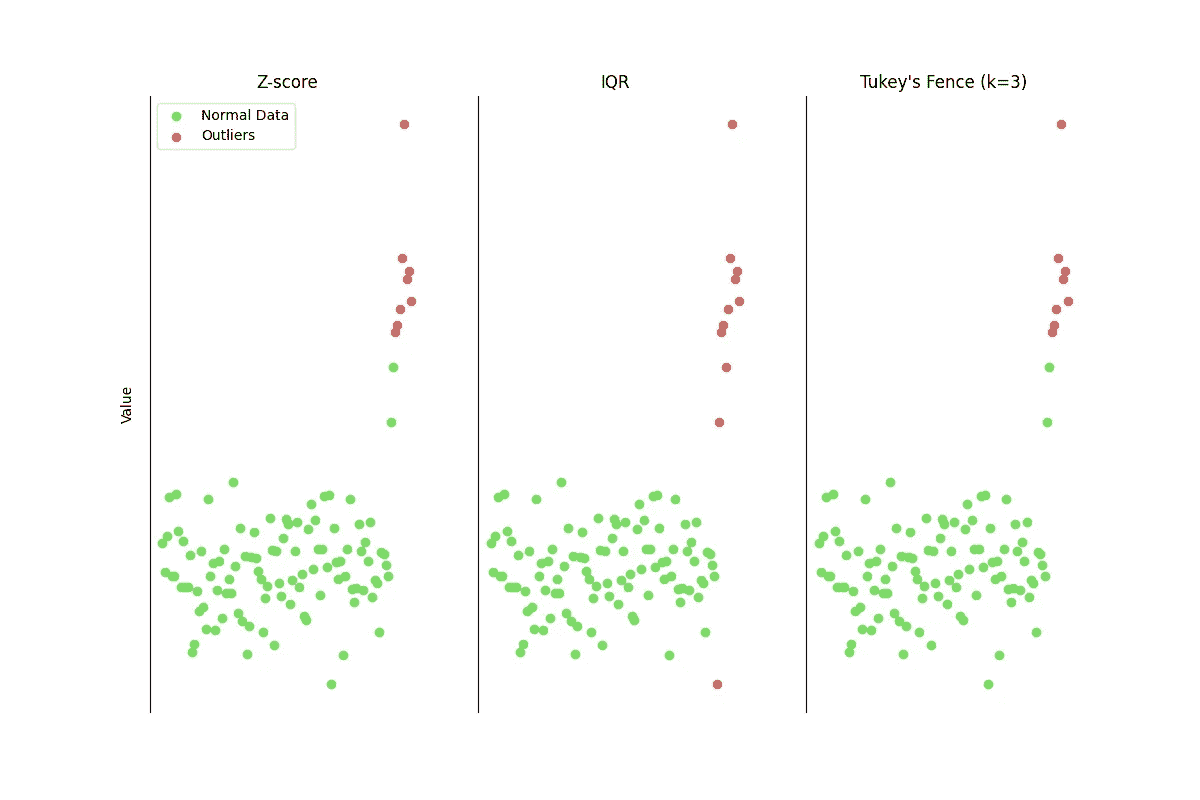 Z-score
IQR
Tukey's Fence (k=3)
Normal Data
Outliers
Value